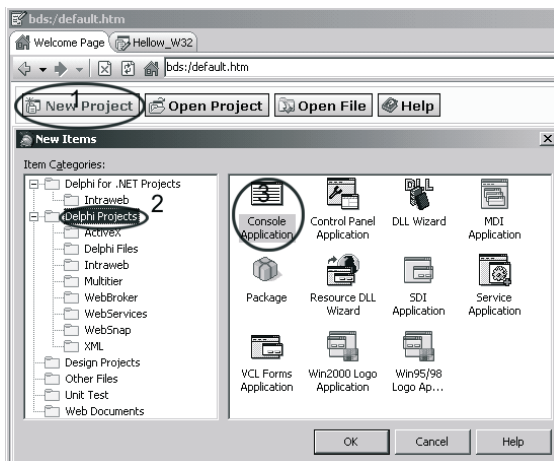 bds:/default.htm
Welcome Page Hellow_W32
bds:/default.htm
New Project Open Project Open File Help
1
New Items
Item Categories:
Delphi for .NET Projects
Intraweb
Delphi Projects
2
ActiveX
Delphi Files
Intraweb
Multitier
WebBroker
WebServices
WebSnap
XML
Design Projects
Other Files
Unit Test
Web Documents
3
Console
Application
Control Panel
Application
DLL Wizard
MDI
Application
Package
Resource DLL
Wizard
SDI
Application
Service
Application
VCL Forms
Application
Win2000 Logo
Application
Win95/98
Logo Ap...
OK Cancel Help